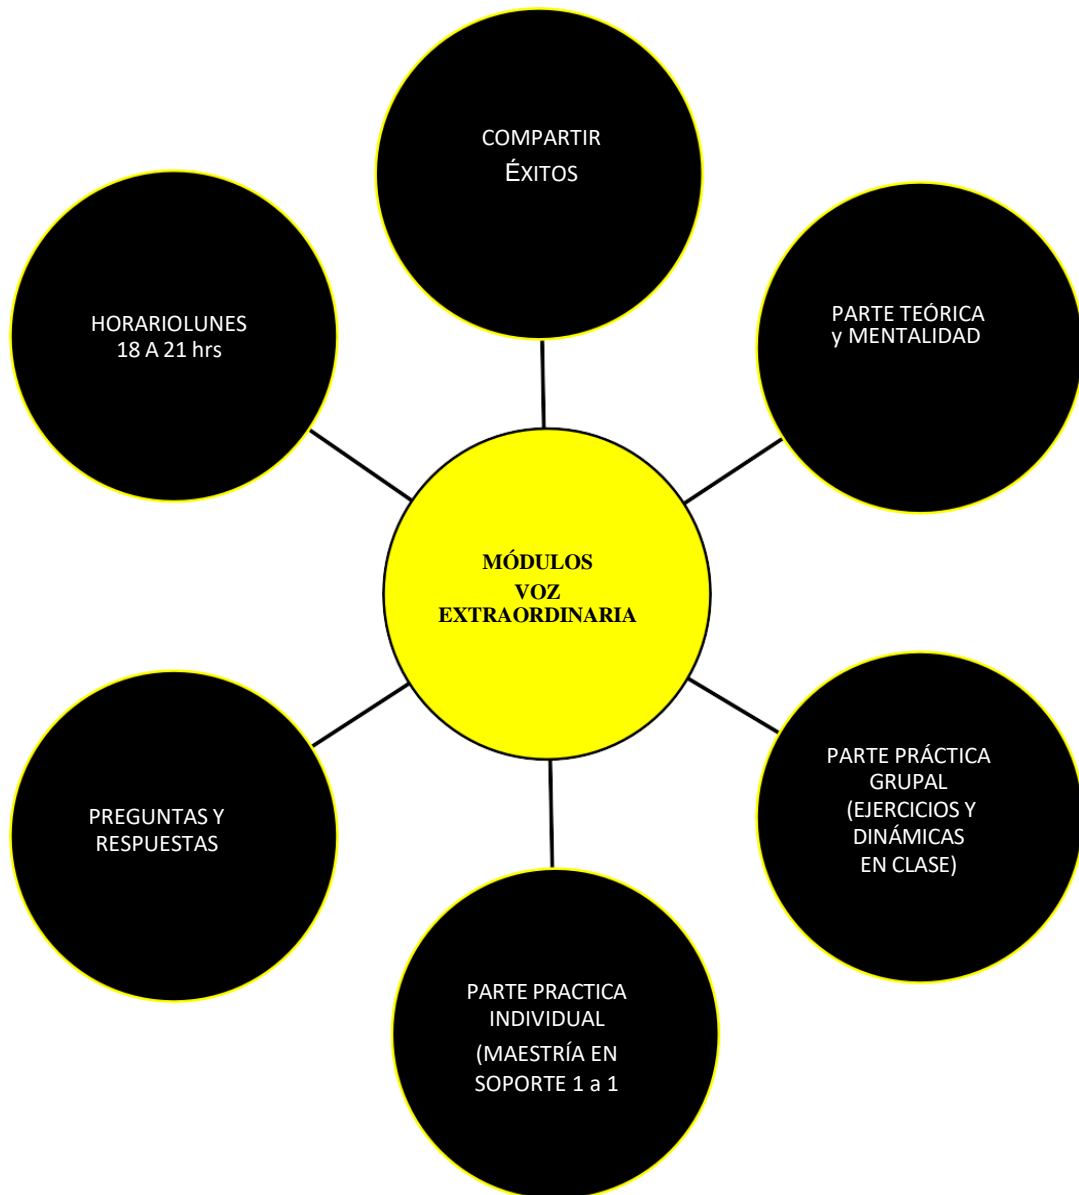 COMPARTIR
ÉXITOS
HORARIOLUNES
18 A 21 hrs
PARTE TEÓRICA
y MENTALIDAD
MÓDULOS
VOZ
EXTRAORDINARIA
PREGUNTAS Y
RESPUESTAS
PARTE PRÁCTICA
GRUPAL
(EJERCICIOS Y
DINÁMICAS
EN CLASE)
PARTE PRACTICA
INDIVIDUAL
(MAESTRÍA EN
SOPORTE 1 a 1